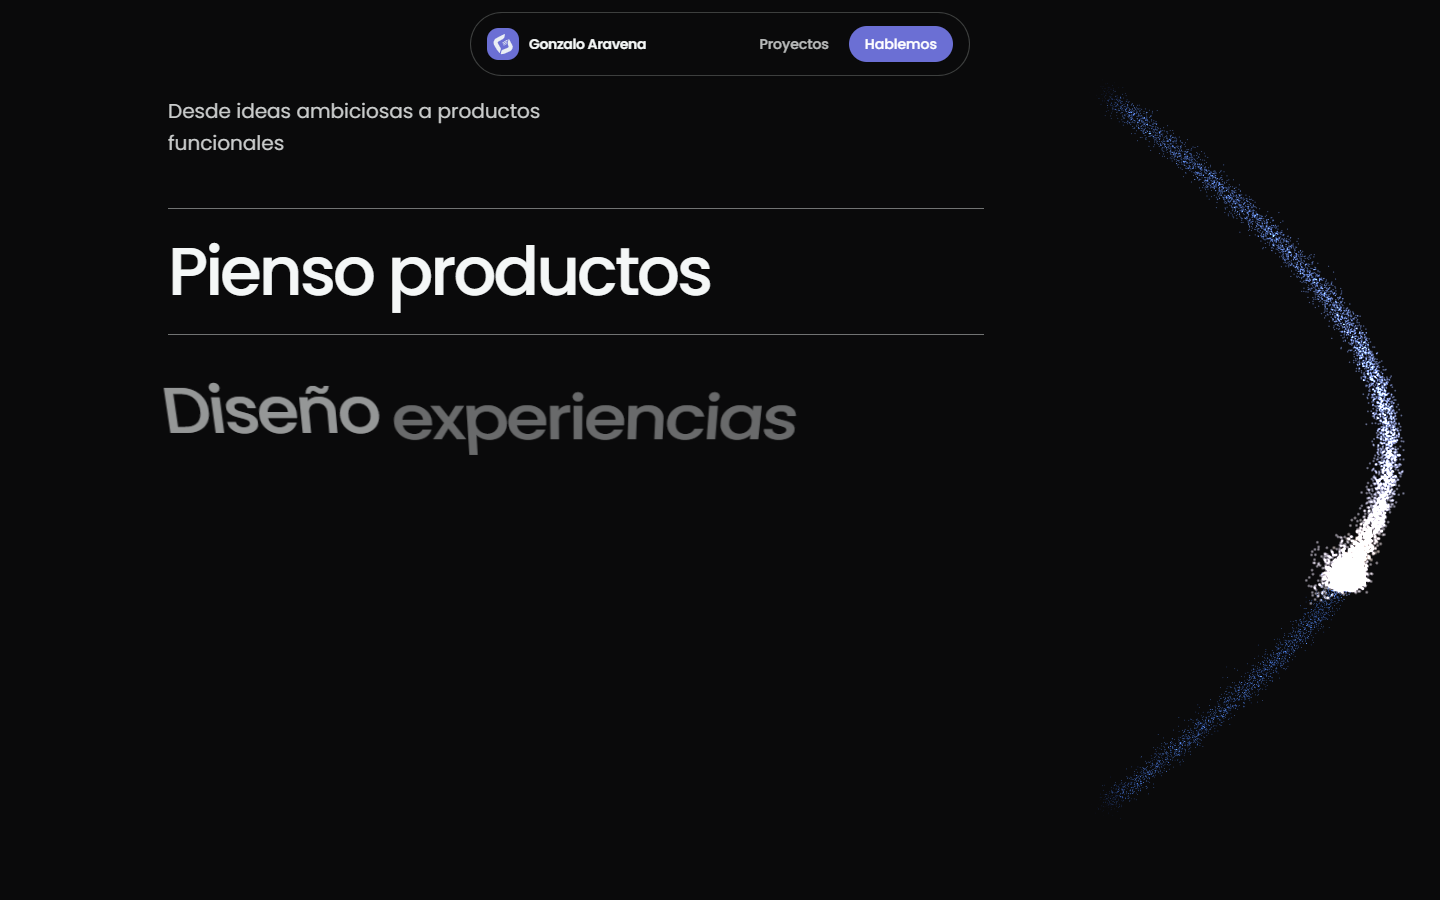 Gonzalo Aravena
Proyectos
Hablemos
Desde ideas ambiciosas a productos
funcionales
Pienso productos
Diseño experiencias